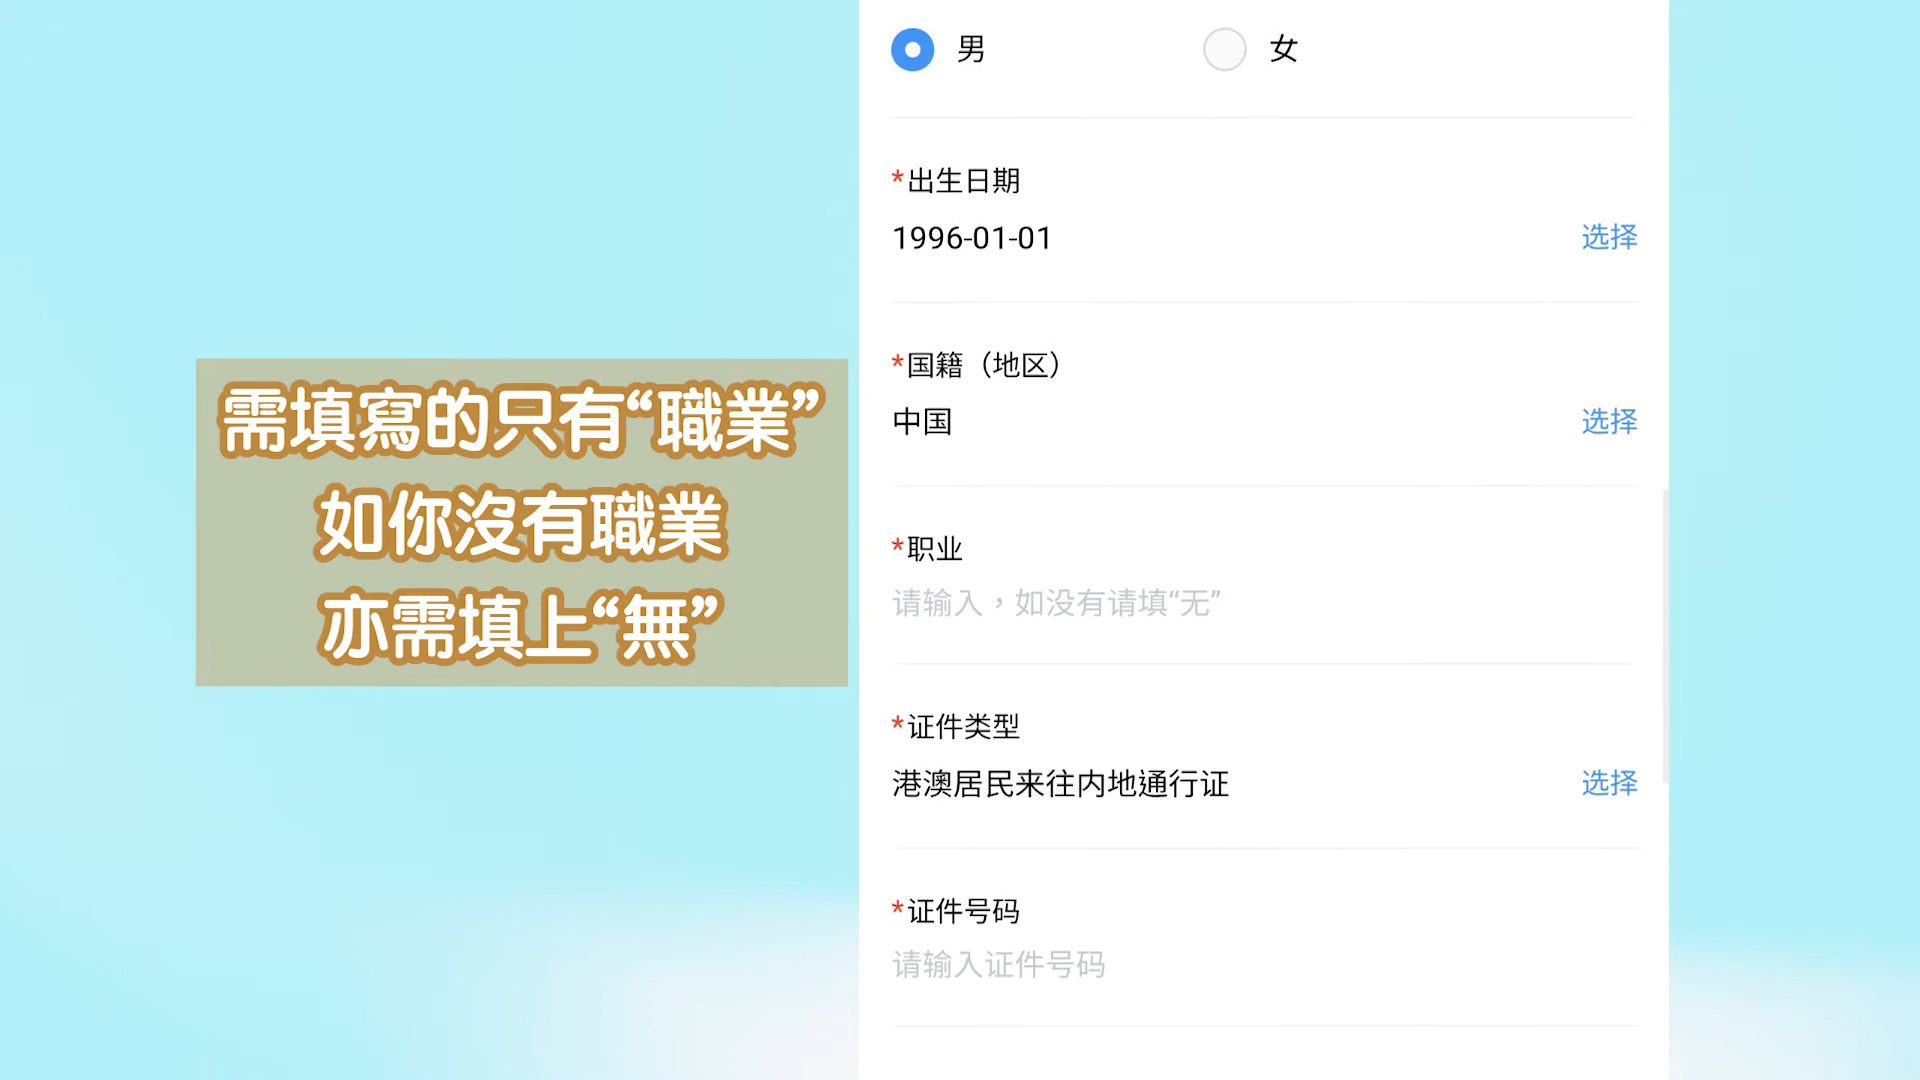 男 女
*出生日期
1996-01-01 选择
*国籍（地区）
中国 选择
需填寫的只有“職業”
如你沒有職業
亦需填上“無”
*职业
请输入，如没有请填“无”
*证件类型
港澳居民来往内地通行证 选择
*证件号码
请输入证件号码